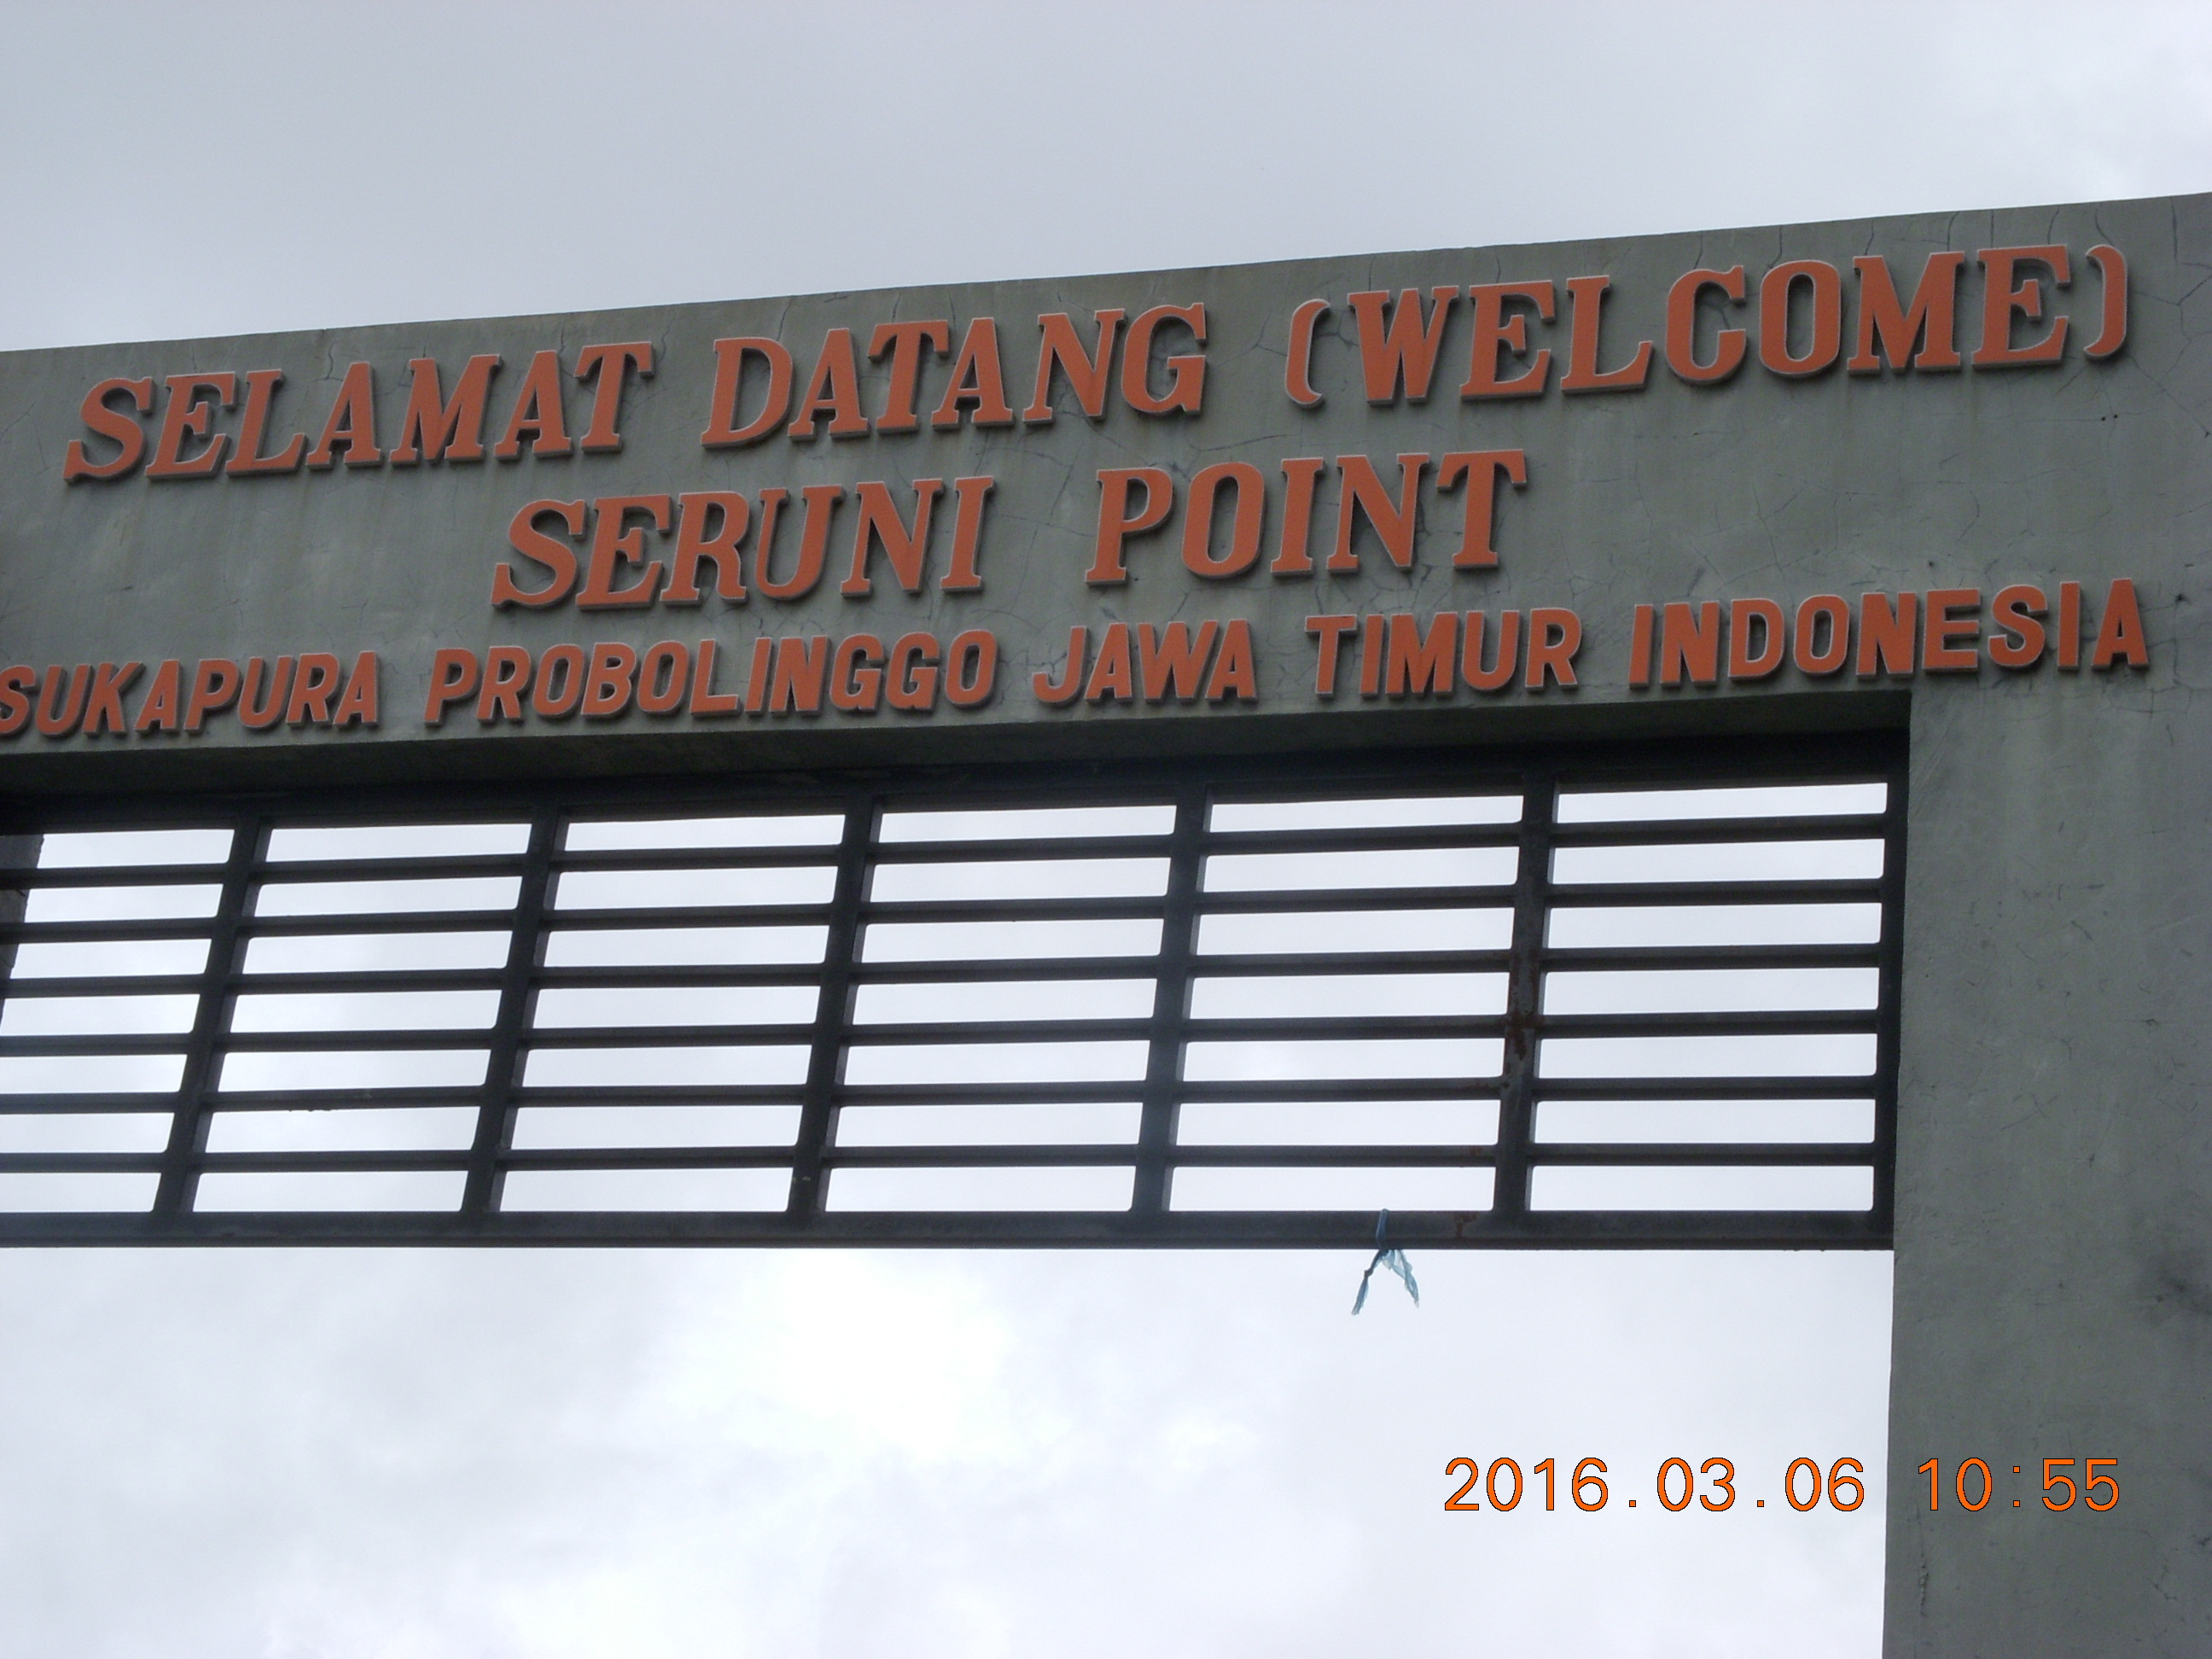 SELAMAT DATANG (WELCOME)
SERUNI POINT
SUKAPURA PROBOLINGGO JAWA TIMUR INDONESIA
2016.03.06 10:55